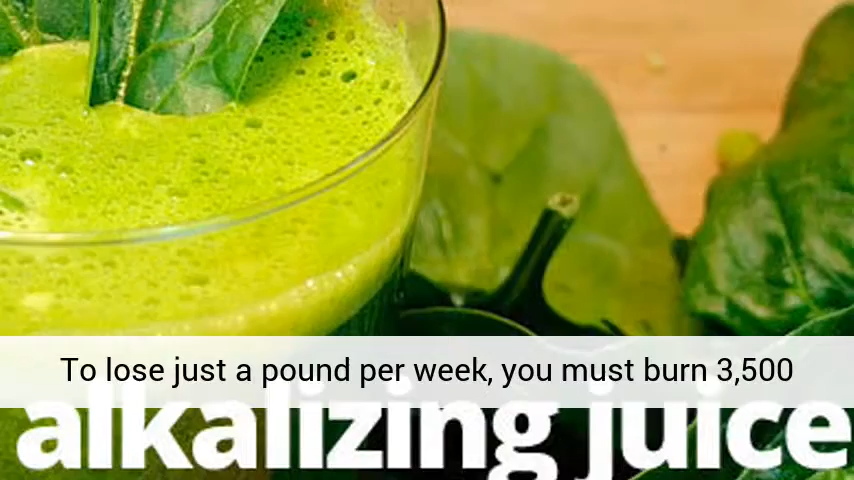 To lose just a pound per week, you must burn 3,500
alkalizing juice